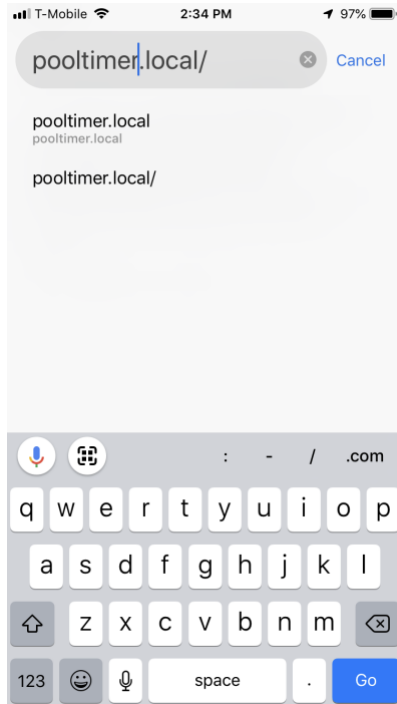 T-Mobile 2:34 PM 97%
pooltimer.local/ Cancel
pooltimer.local
pooltimer.local
pooltimer.local/
: - / .com
q w e r t y u i o p
a s d f g h j k l
z x c v b n m
123 space . Go